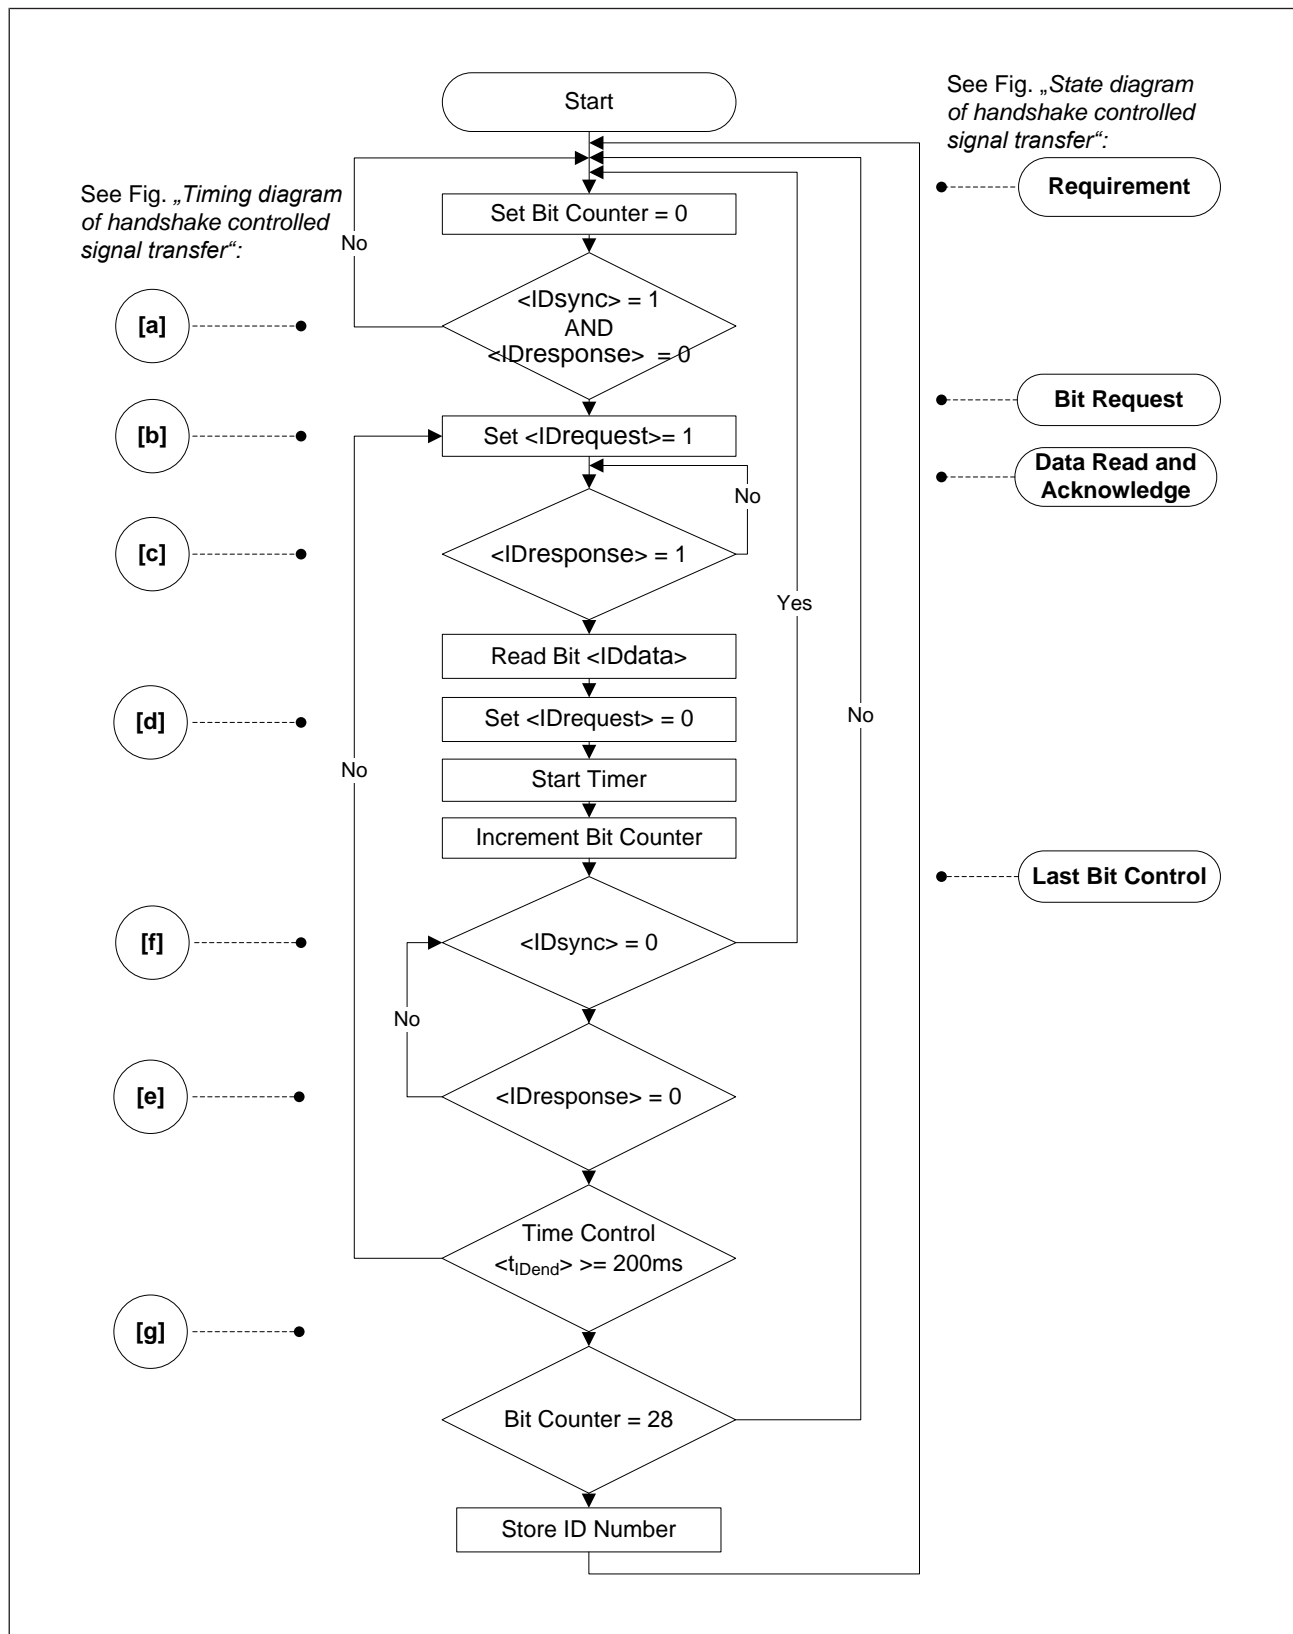 Start
See Fig. „State diagram
of handshake controlled
signal transfer“:
Requirement
See Fig. „Timing diagram
of handshake controlled
signal transfer“:
No
Set Bit Counter = 0
[a]
<IDsync> = 1
AND
<IDresponse> = 0
Bit Request
[b]
Set <IDrequest>= 1
Data Read and
Acknowledge
No
[c]
<IDresponse> = 1
Yes
Read Bit <IDdata>
[d]
Set <IDrequest> = 0
No
No
Start Timer
Increment Bit Counter
Last Bit Control
[f]
<IDsync> = 0
No
[e]
<IDresponse> = 0
Time Control
<tIDend> >= 200ms
[g]
Bit Counter = 28
Store ID Number